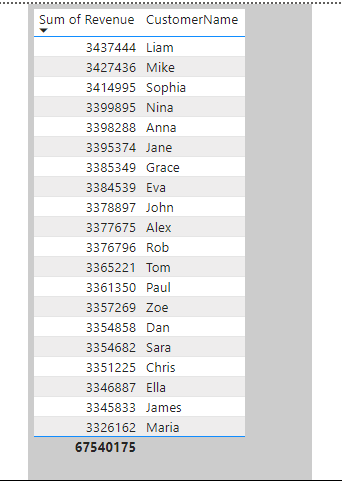 Sum of Revenue CustomerName
3437444 Liam
3427436 Mike
3414995 Sophia
3399895 Nina
3398288 Anna
3395374 Jane
3385349 Grace
3384539 Eva
3378897 John
3377675 Alex
3376796 Rob
3365221 Tom
3361350 Paul
3357269 Zoe
3354858 Dan
3354682 Sara
3351225 Chris
3346887 Ella
3345833 James
3326162 Maria
67540175